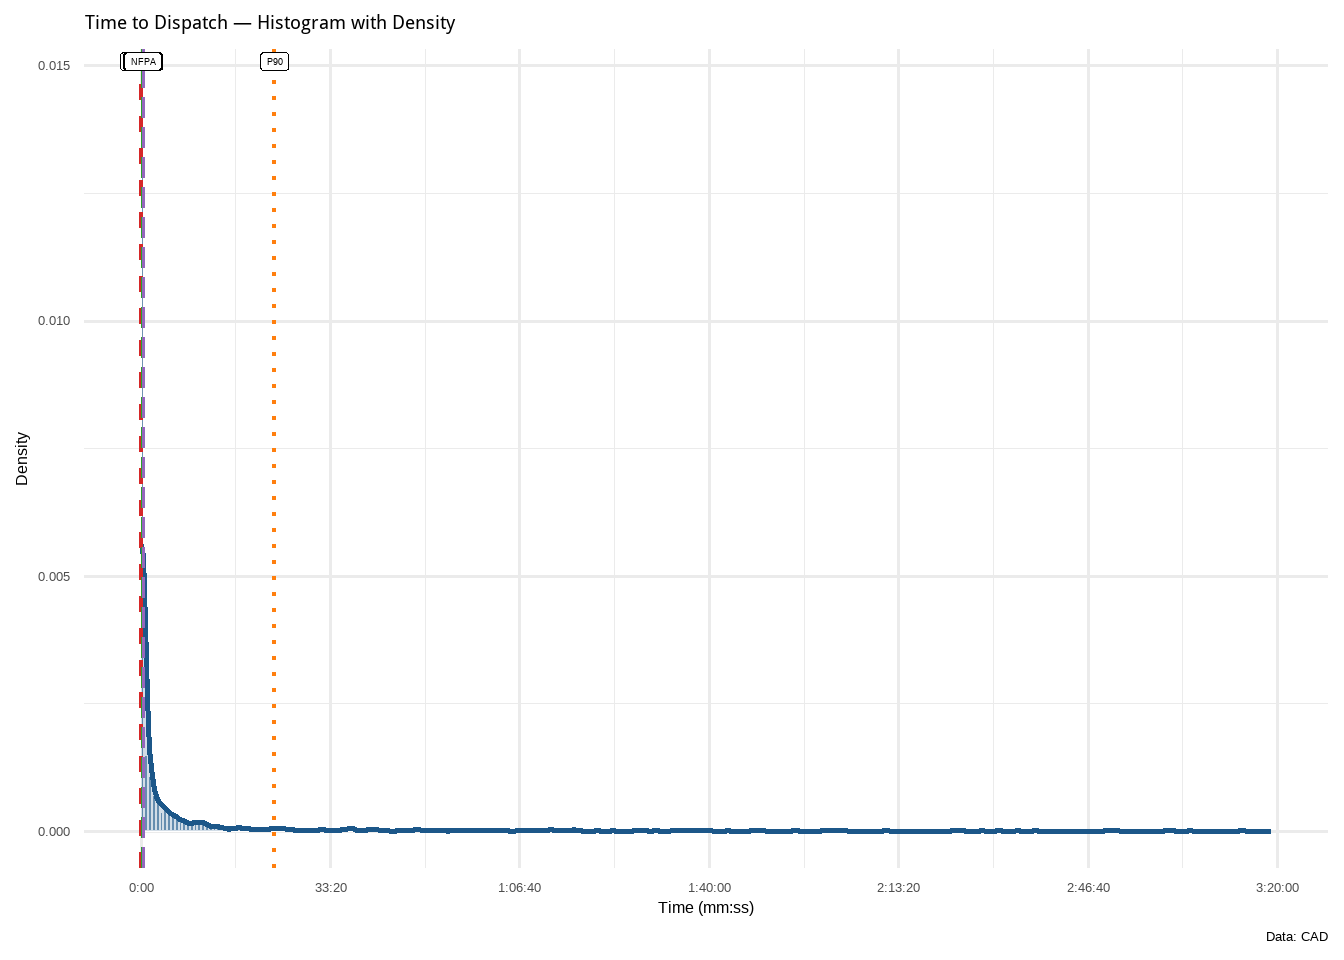 Time to Dispatch — Histogram with Density
NFPA
P90
0.015
0.010
0.005
0.000
Density
0:00
33:20
1:06:40
1:40:00
2:13:20
2:46:40
3:20:00
Time (mm:ss)
Data: CAD